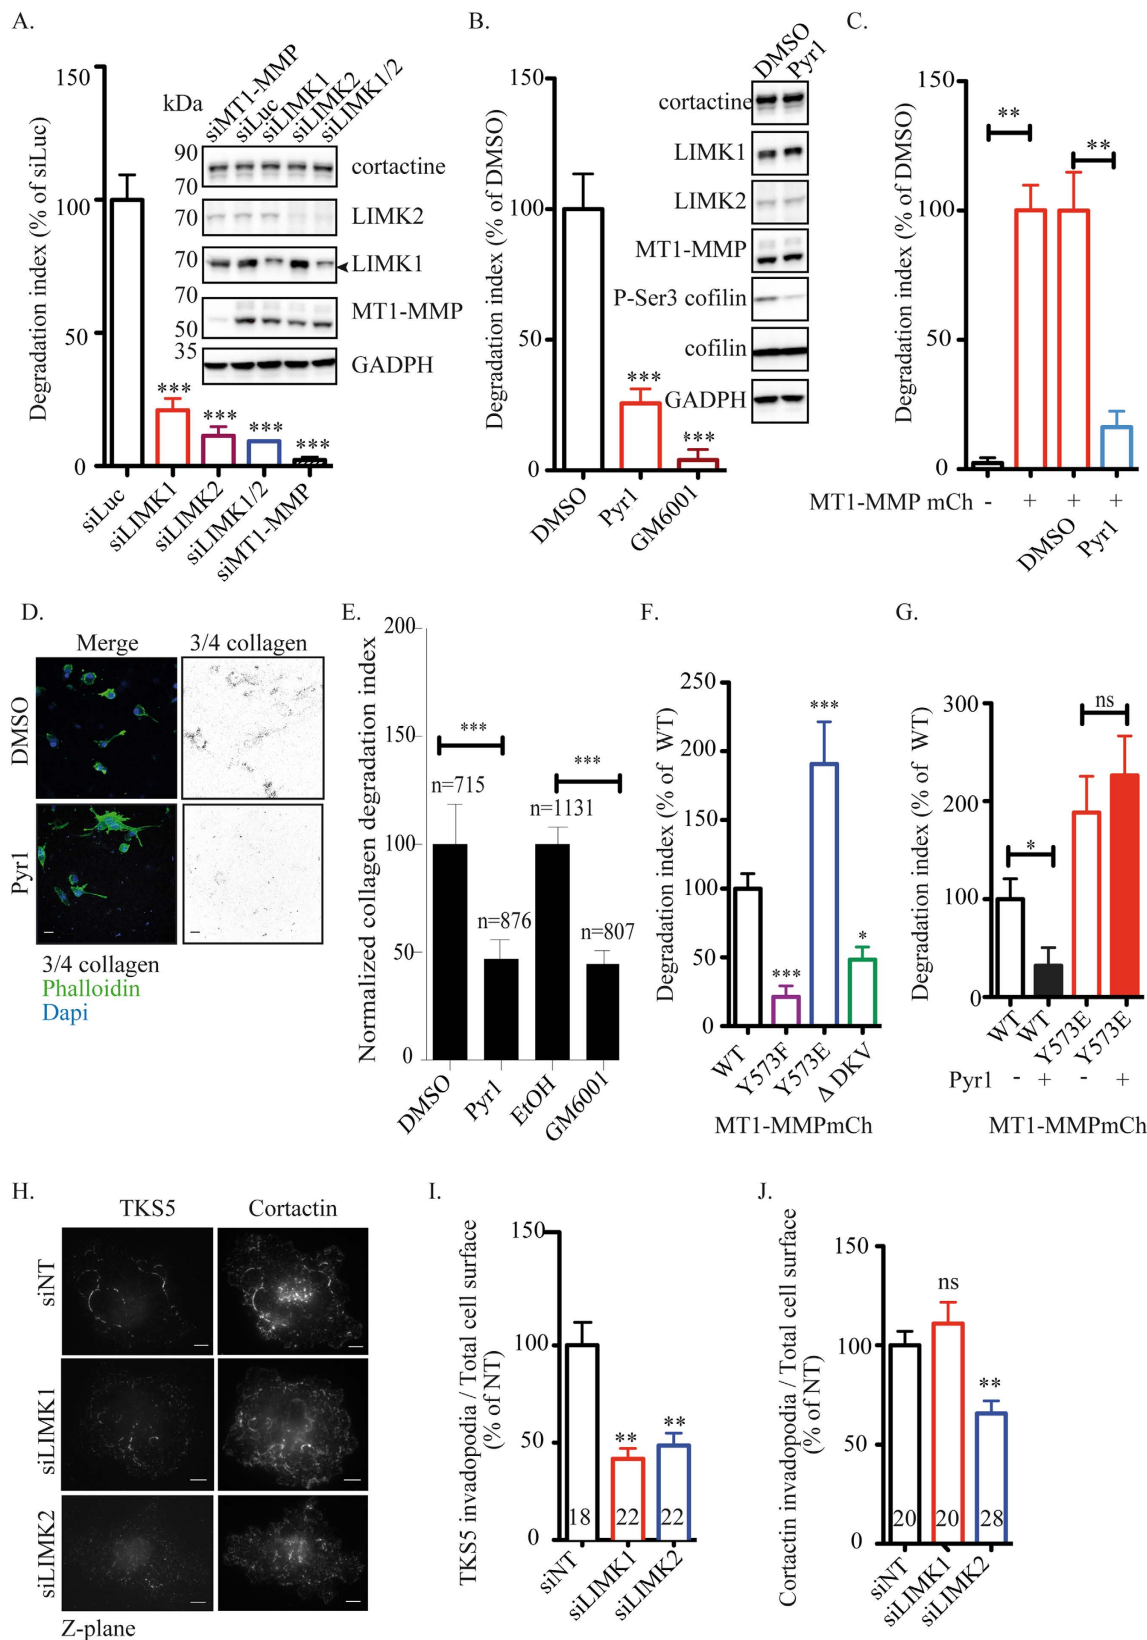 A.
Degradation index (% of siLuc)
150
100
50
0
siLuc
siLIMK1
siLIMK2
siLIMK1/2
siMT1-MMP
***
***
***
***
kDa
siMT1-MMP
siLuc
siLIMK1
siLIMK2
siLIMK1/2
90
70
cortactine
70
LIMK2
70
LIMK1
70
50
MT1-MMP
35
GADPH
B.
Degradation index (% of DMSO)
150
100
50
0
DMSO
Pyr1
GM6001
***
***
DMSO
Pyr1
cortactine
LIMK1
LIMK2
MT1-MMP
P-Ser3 cofilin
cofilin
GADPH
C.
Degradation index (% of DMSO)
150
100
50
0
**
**
MT1-MMP mCh - + + +
DMSO
Pyr1
D.
Merge
3/4 collagen
DMSO
Pyr1
3/4 collagen
Phalloidin
Dapi
E.
Normalized collagen degradation index
200
150
100
50
0
***
***
n=715
n=876
n=1131
n=807
DMSO
Pyr1
EtOH
GM6001
F.
Degradation index (% of WT)
250
200
150
100
50
0
***
***
*
WT
Y573F
Y573E
Δ DKV
MT1-MMPmCh
G.
Degradation index (% of WT)
300
200
100
0
*
ns
WT
WT
Y573E
Y573E
Pyr1 - + - +
MT1-MMPmCh
H.
TKS5
Cortactin
siNT
siLIMK1
siLIMK2
Z-plane
I.
TKS5 invadopodia / Total cell surface
(% of NT)
150
100
50
0
**
**
18
22
22
siNT
siLIMK1
siLIMK2
J.
Cortactin invadopodia / Total cell surface
(% of NT)
150
100
50
0
ns
**
20
20
28
siNT
siLIMK1
siLIMK2